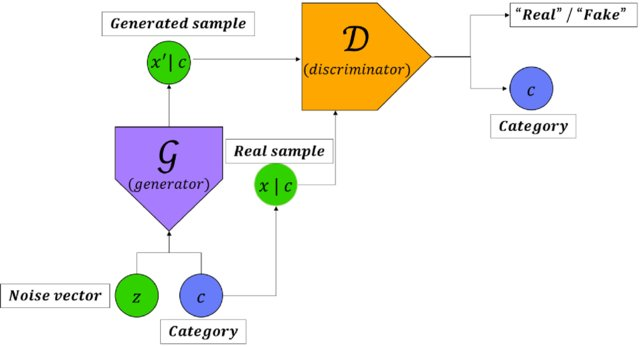 Generated sample
x′| c
𝒟
(discriminator)
"Real" / "Fake"
c
Category
𝒢
(generator)
Real sample
x | c
Noise vector
z
c
Category